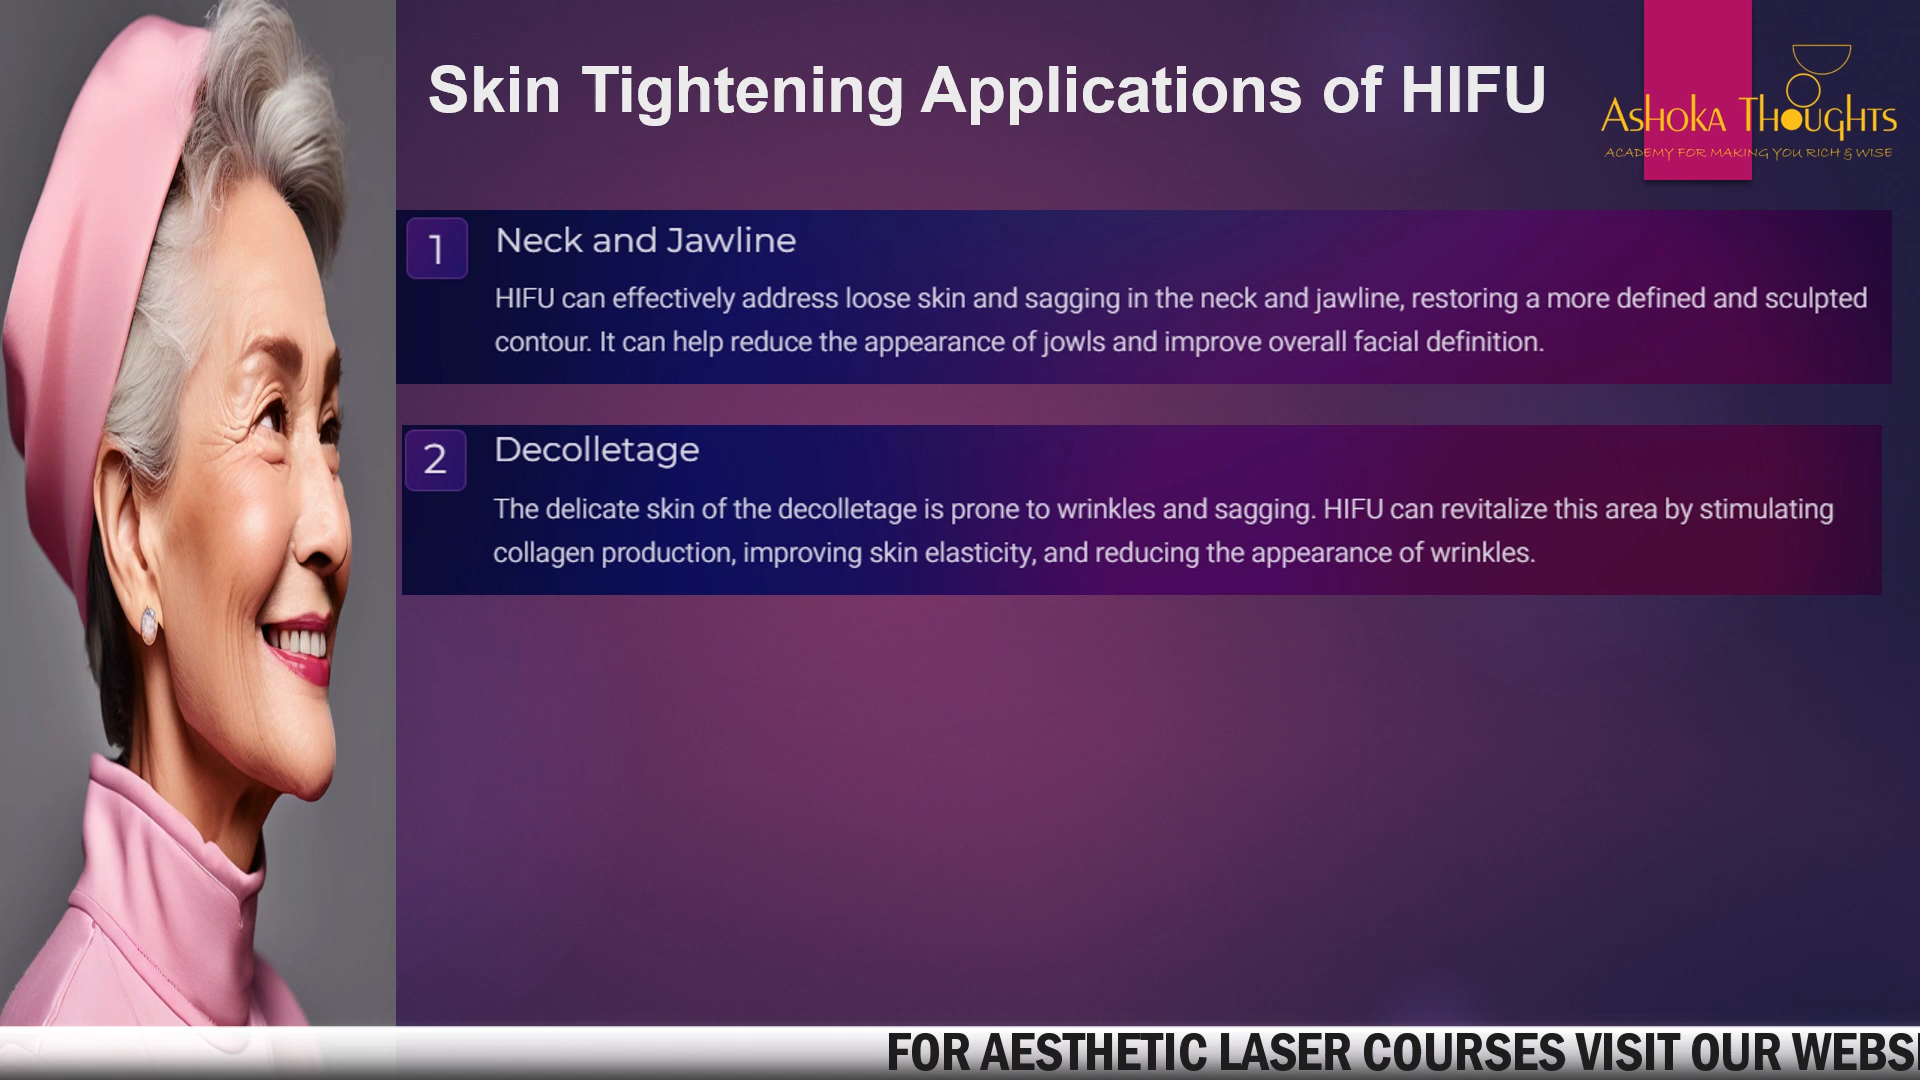 Skin Tightening Applications of HIFU
ASHOKA THOUGHTS
ACADEMY FOR MAKING YOU RICH & WISE
1
Neck and Jawline
HIFU can effectively address loose skin and sagging in the neck and jawline, restoring a more defined and sculpted
contour. It can help reduce the appearance of jowls and improve overall facial definition.
2
Decolletage
The delicate skin of the decolletage is prone to wrinkles and sagging. HIFU can revitalize this area by stimulating
collagen production, improving skin elasticity, and reducing the appearance of wrinkles.
FOR AESTHETIC LASER COURSES VISIT OUR WEBS